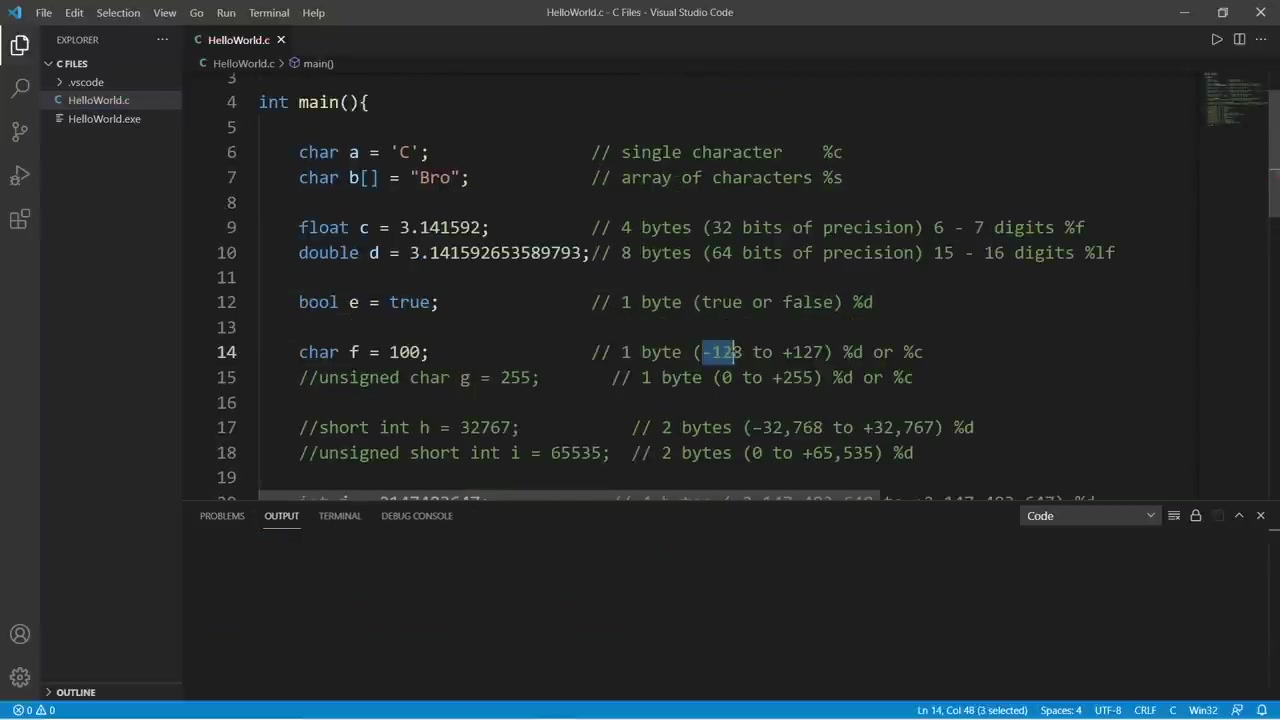 File Edit Selection View Go Run Terminal Help HelloWorld.c - C Files - Visual Studio Code
EXPLORER ···
C FILES
> .vscode
C HelloWorld.c
HelloWorld.exe
OUTLINE
C HelloWorld.c ×
C HelloWorld.c > main()
3
4 int main(){
5
6 char a = 'C'; // single character %c
7 char b[] = "Bro"; // array of characters %s
8
9 float c = 3.141592; // 4 bytes (32 bits of precision) 6 - 7 digits %f
10 double d = 3.141592653589793;// 8 bytes (64 bits of precision) 15 - 16 digits %lf
11
12 bool e = true; // 1 byte (true or false) %d
13
14 char f = 100; // 1 byte (-128 to +127) %d or %c
15 //unsigned char g = 255; // 1 byte (0 to +255) %d or %c
16
17 //short int h = 32767; // 2 bytes (−32,768 to +32,767) %d
18 //unsigned short int i = 65535; // 2 bytes (0 to +65,535) %d
19
PROBLEMS OUTPUT TERMINAL DEBUG CONSOLE Code
0 0 Ln 14, Col 48 (3 selected) Spaces: 4 UTF-8 CRLF C Win32